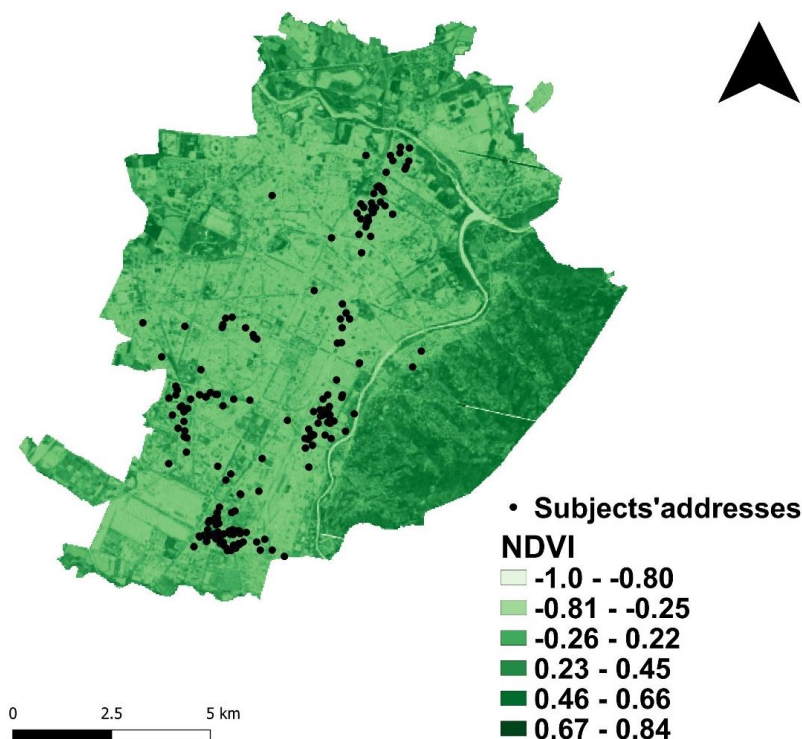 Subjects'addresses
NDVI
-1.0 - -0.80
-0.81 - -0.25
-0.26 - 0.22
0.23 - 0.45
0.46 - 0.66
0.67 - 0.84
0 2.5 5 km